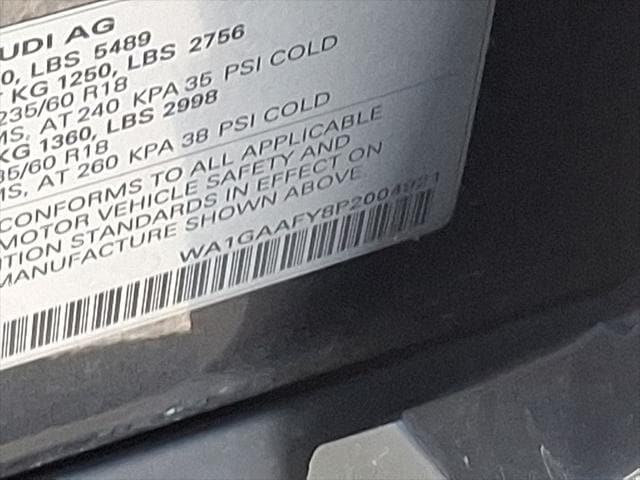 UDI AG
0, LBS 5489
KG 1250, LBS 2756
235/60 R18
MS, AT 240 KPA 35 PSI COLD
KG 1360, LBS 2998
35/60 R18
MS, AT 260 KPA 38 PSI COLD
CONFORMS TO ALL APPLICABLE
MOTOR VEHICLE SAFETY AND
TION STANDARDS IN EFFECT ON
MANUFACTURE SHOWN ABOVE.